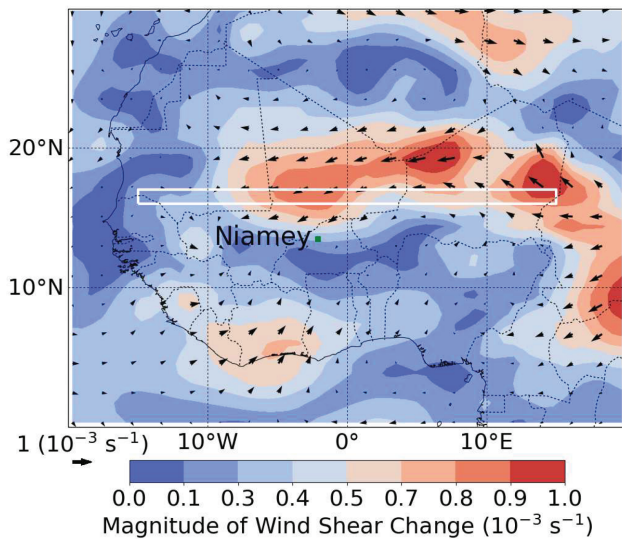 20°N
Niamey
10°N
1 (10⁻³ s⁻¹) 10°W 0° 10°E
0.0 0.1 0.3 0.4 0.5 0.7 0.8 0.9 1.0
Magnitude of Wind Shear Change (10⁻³ s⁻¹)